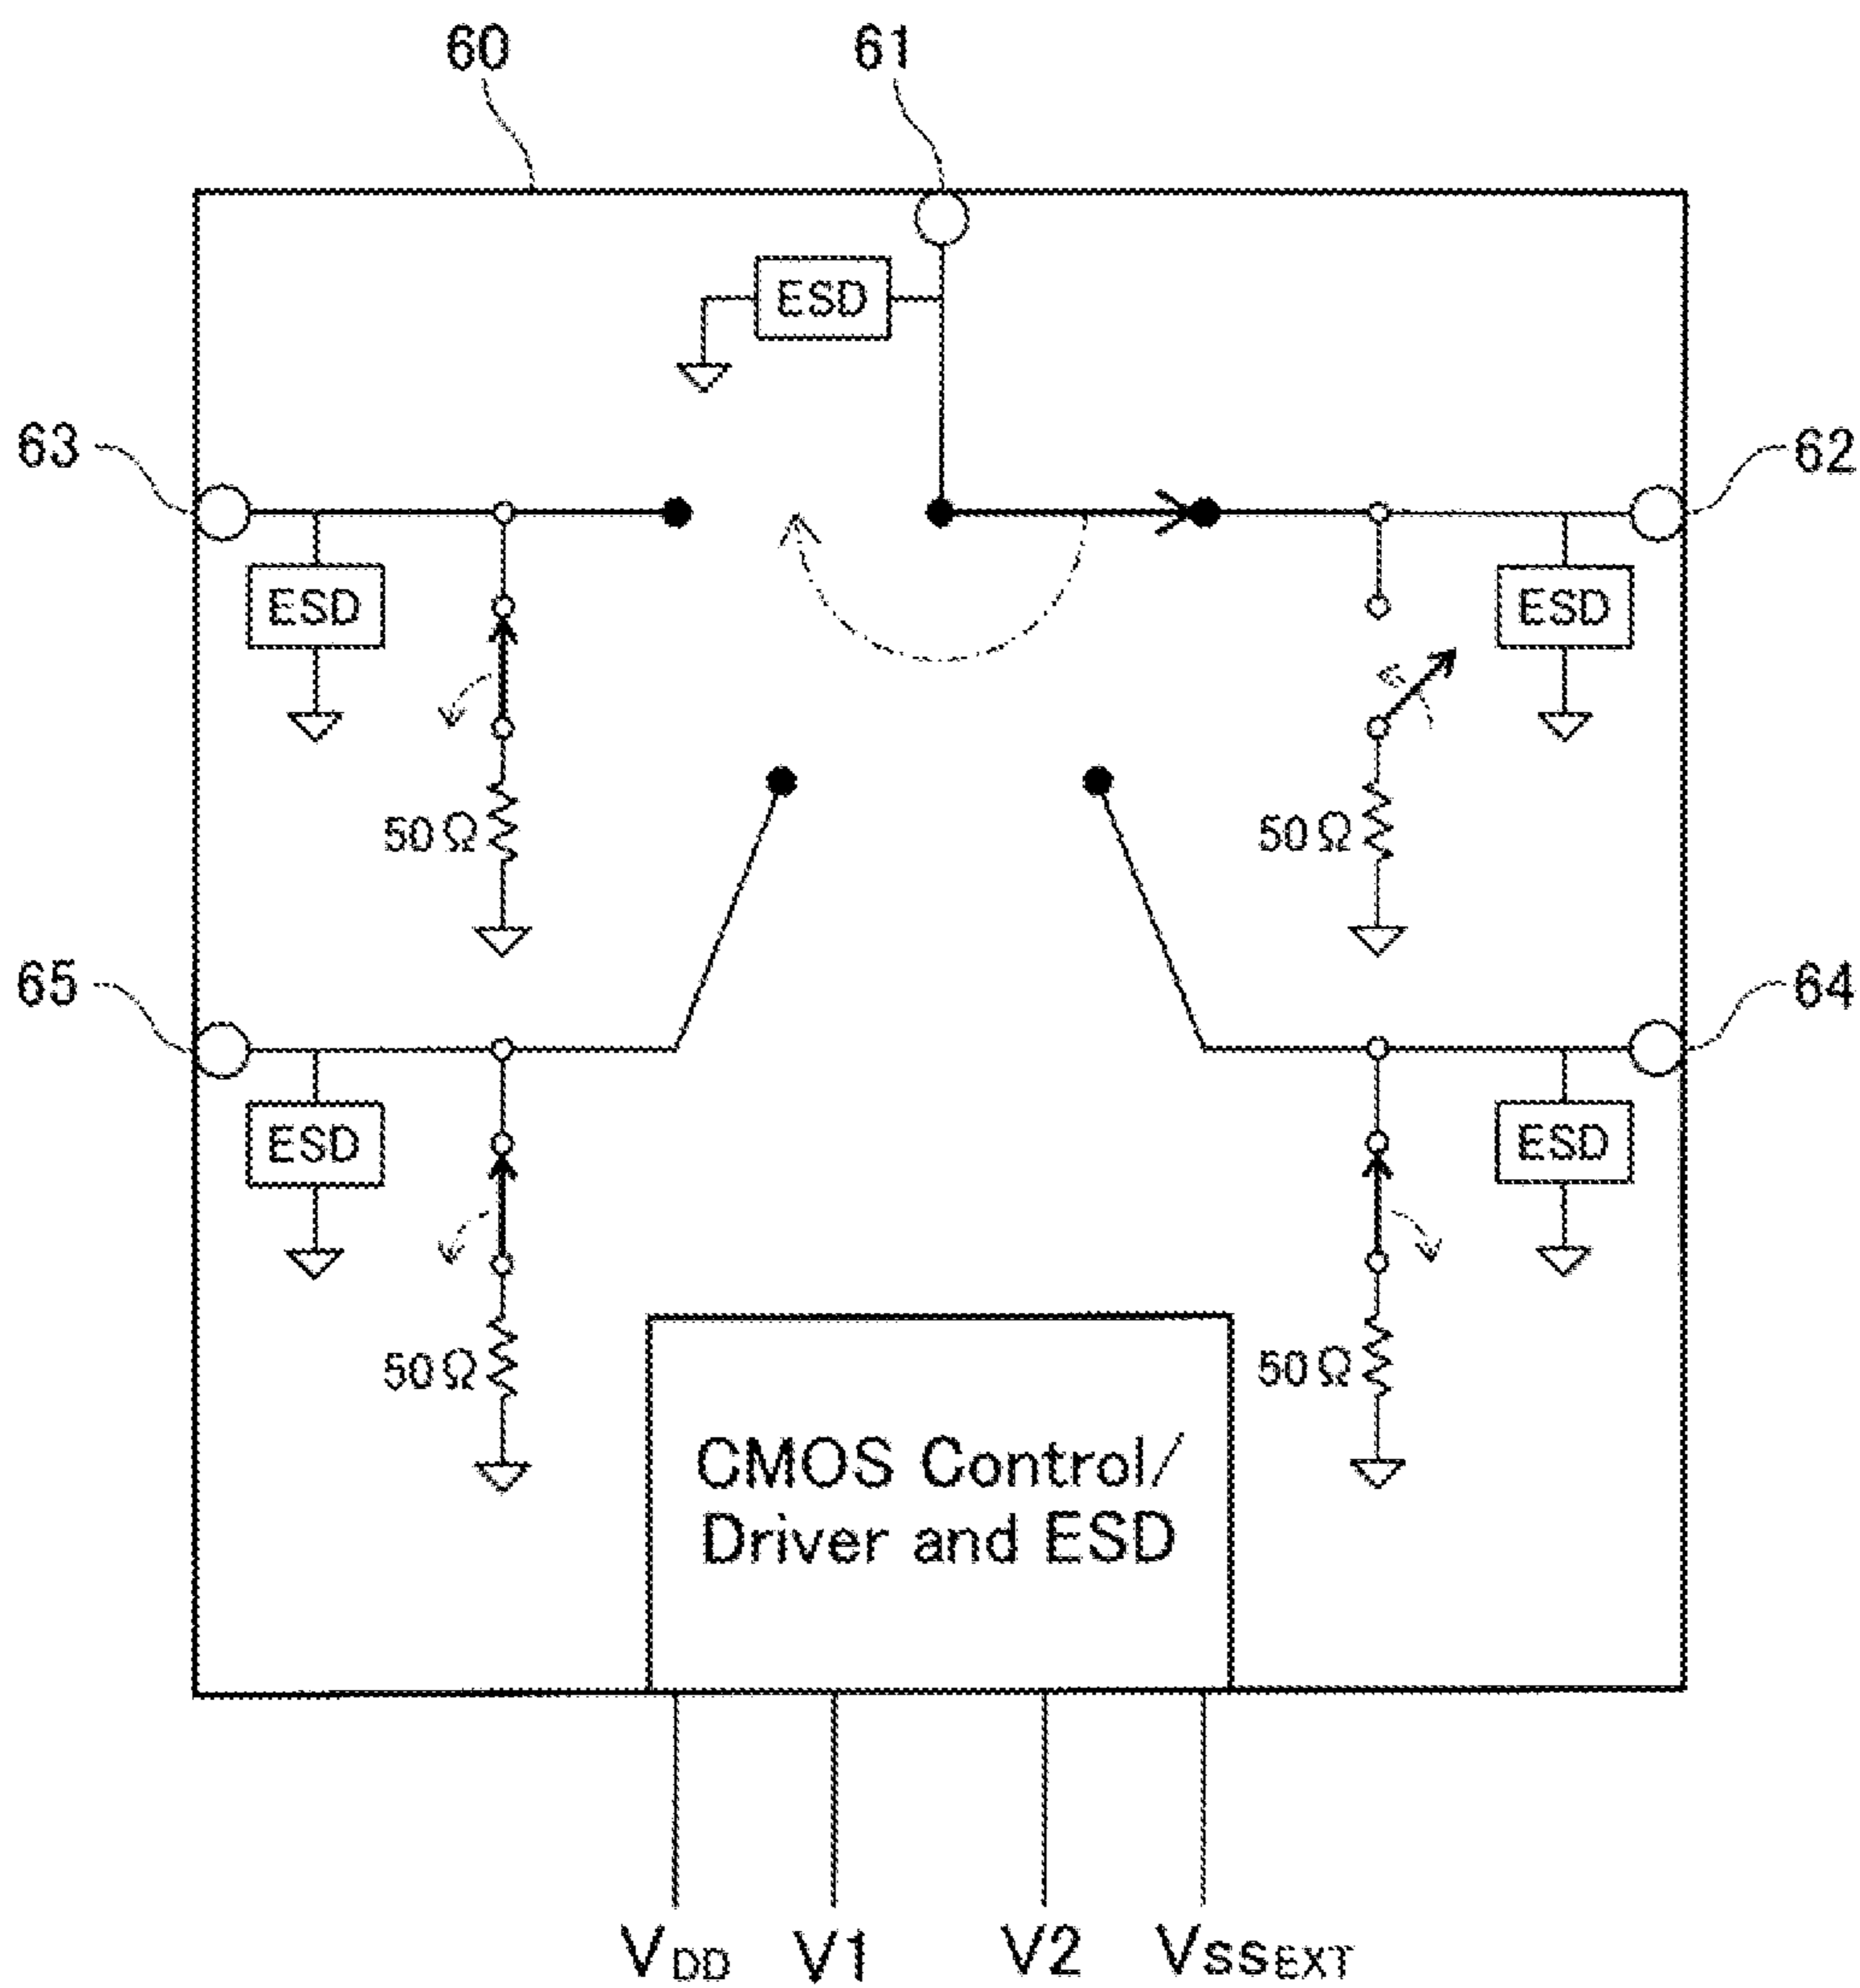 60
61
ESD
63
62
ESD
ESD
50Ω
50Ω
65
64
ESD
ESD
50Ω
50Ω
CMOS Control/
Driver and ESD
VDD V1 V2 VSSEXT